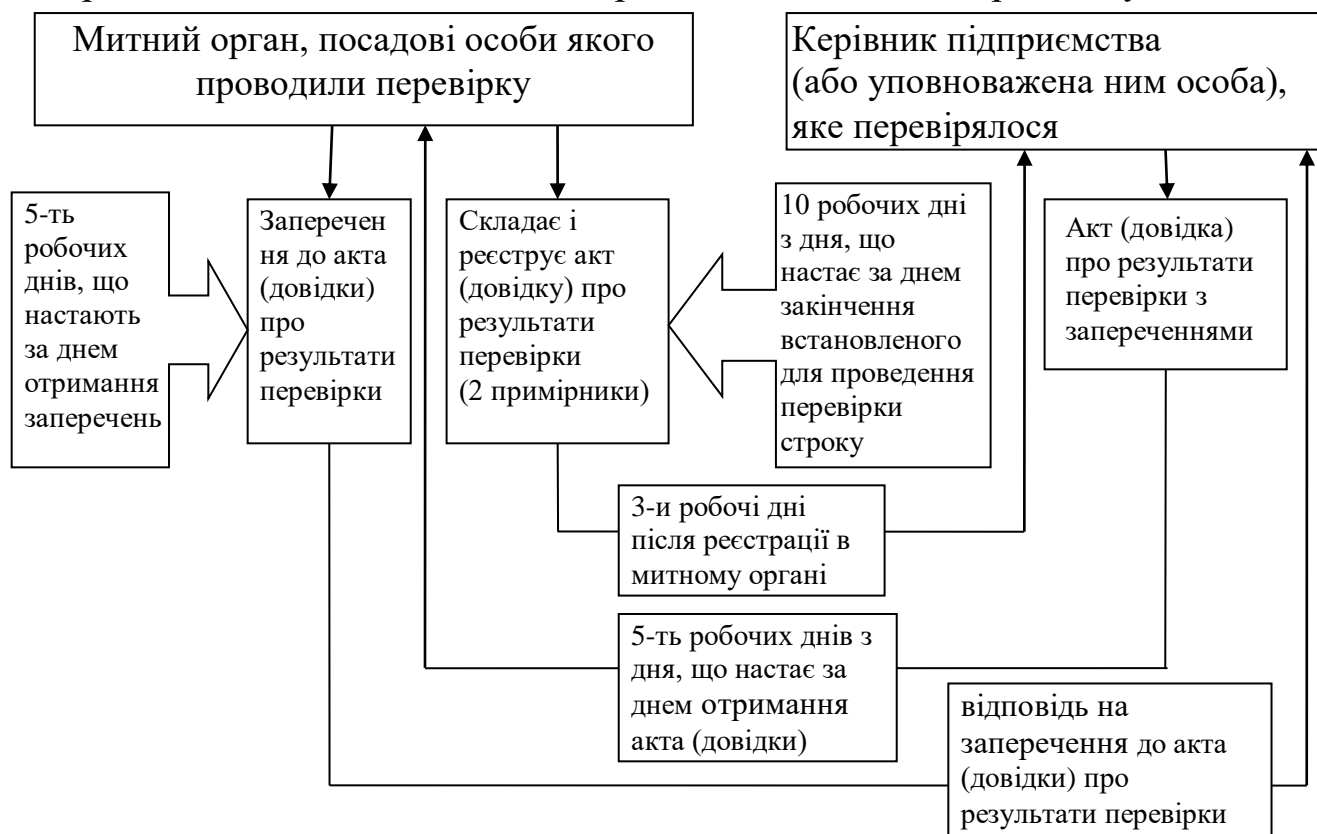 Митний орган, посадові особи якого
проводили перевірку
Керівник підприємства
(або уповноважена ним особа),
яке перевірялося
5-ть
робочих
днів, що
настають
за днем
отримання
заперечень
Заперечен
ня до акта
(довідки)
про
результати
перевірки
Складає і
реєструє акт
(довідку) про
результати
перевірки
(2 примірники)
10 робочих дні
з дня, що
настає за днем
закінчення
встановленого
для проведення
перевірки
строку
Акт (довідка)
про результати
перевірки з
запереченнями
3-и робочі дні
після реєстрації в
митному органі
5-ть робочих днів з
дня, що настає за
днем отримання
акта (довідки)
відповідь на
заперечення до акта
(довідки) про
результати перевірки